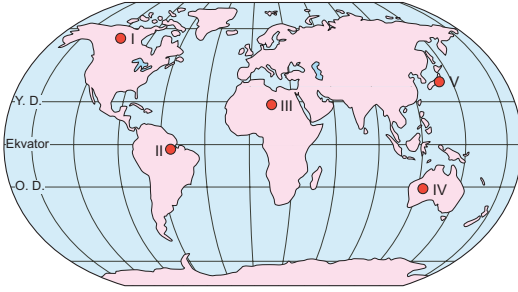 I
V
Y. D.
III
Ekvator
II
O. D.
IV